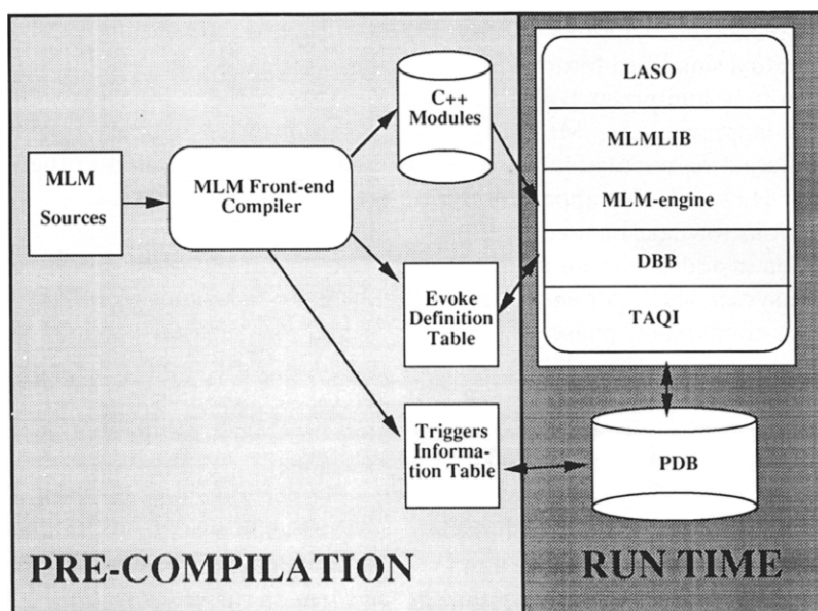 MLM
Sources
MLM Front-end
Compiler
C++
Modules
Evoke
Definition
Table
Triggers
Informa-
tion Table
LASO
MLMLIB
MLM-engine
DBB
TAQI
PDB
PRE-COMPILATION
RUN TIME